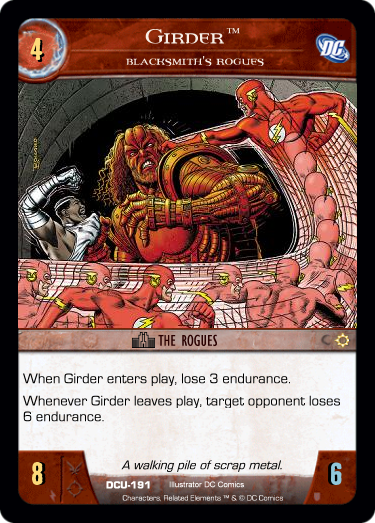 4
GIRDER™
BLACKSMITH'S ROGUES
DC
BOLLAND
THE ROGUES
When Girder enters play, lose 3 endurance.
Whenever Girder leaves play, target opponent loses
6 endurance.
A walking pile of scrap metal.
8
6
DCU-191 Illustrator DC Comics
Characters, Related Elements ™ & © DC Comics